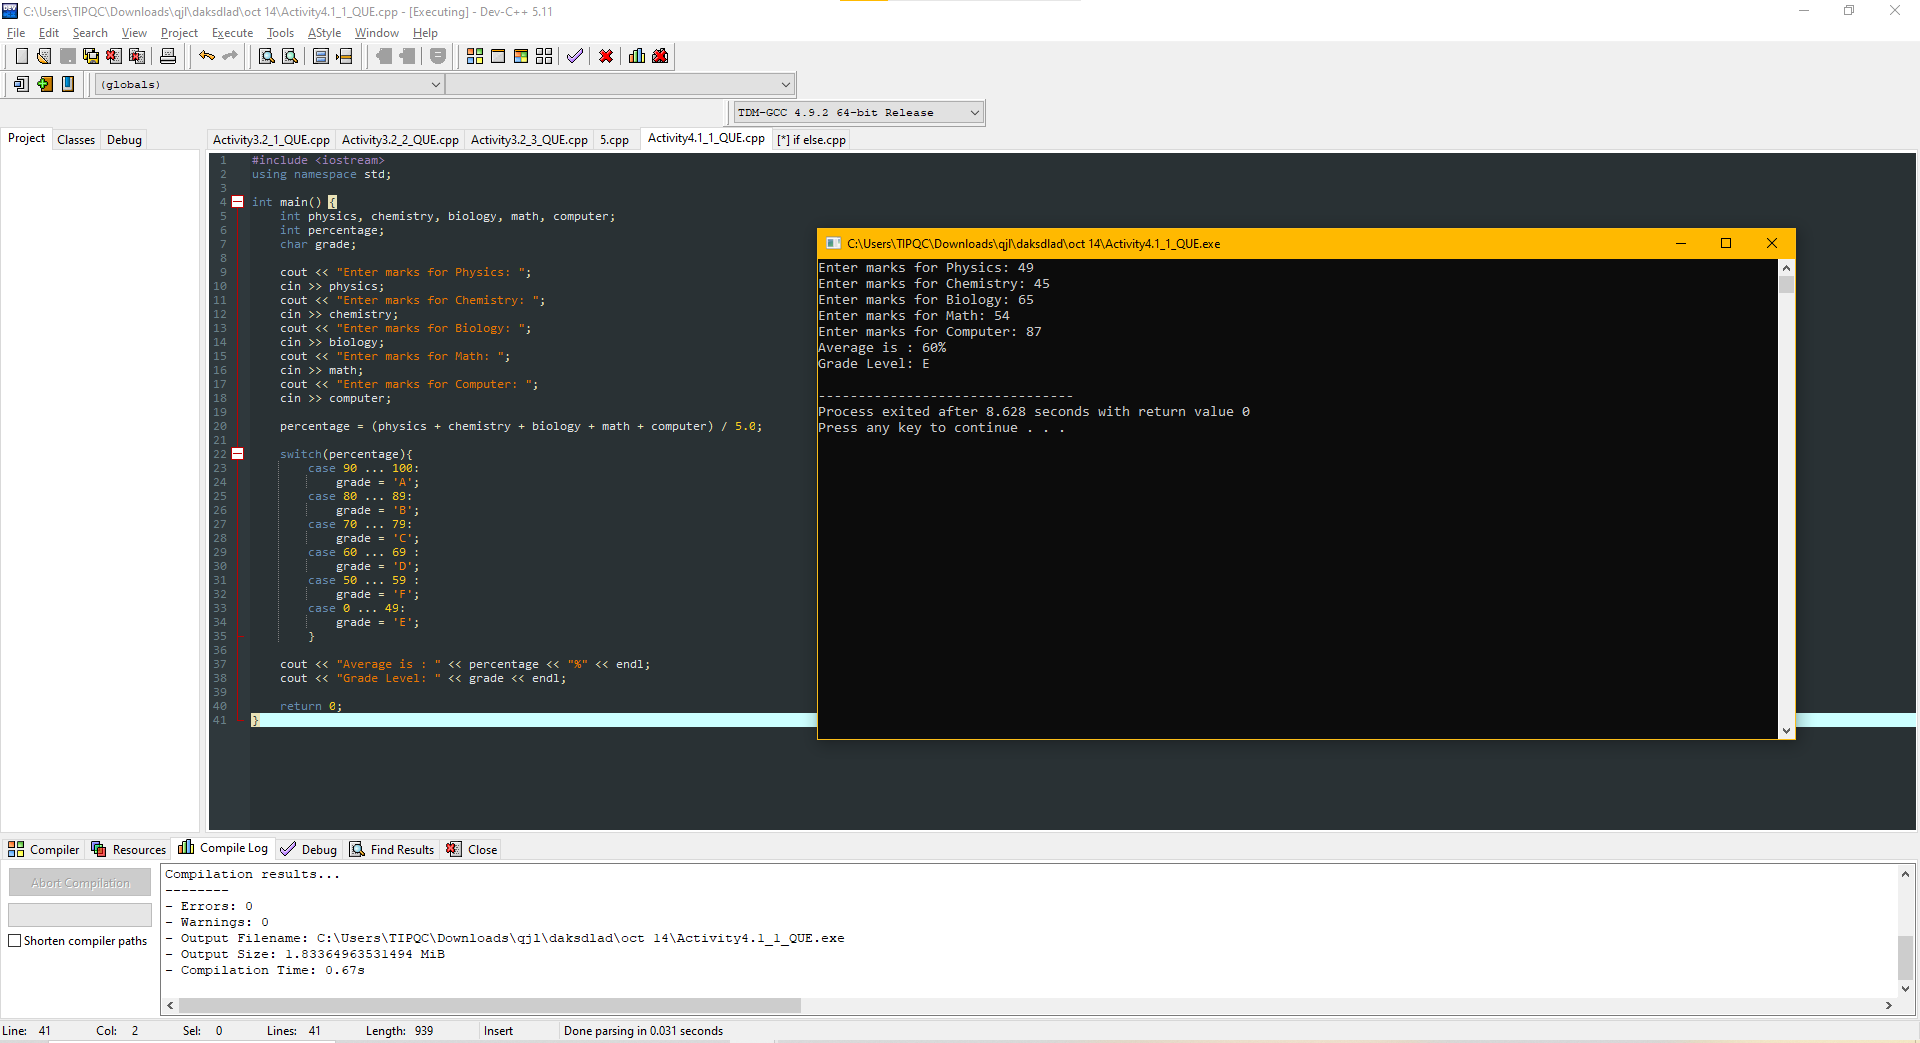 C:\Users\TIPQC\Downloads\qjl\daksdlad\oct 14\Activity4.1_1_QUE.cpp - [Executing] - Dev-C++ 5.11
File Edit Search View Project Execute Tools AStyle Window Help
(globals)
TDM-GCC 4.9.2 64-bit Release
Project Classes Debug
Activity3.2_1_QUE.cpp Activity3.2_2_QUE.cpp Activity3.2_3_QUE.cpp 5.cpp Activity4.1_1_QUE.cpp [*] if else.cpp
1 #include <iostream>
2 using namespace std;
3
4 int main() {
5 int physics, chemistry, biology, math, computer;
6 int percentage;
7 char grade;
8
9 cout << "Enter marks for Physics: ";
10 cin >> physics;
11 cout << "Enter marks for Chemistry: ";
12 cin >> chemistry;
13 cout << "Enter marks for Biology: ";
14 cin >> biology;
15 cout << "Enter marks for Math: ";
16 cin >> math;
17 cout << "Enter marks for Computer: ";
18 cin >> computer;
19
20 percentage = (physics + chemistry + biology + math + computer) / 5.0;
21
22 switch(percentage){
23 case 90 ... 100:
24 grade = 'A';
25 case 80 ... 89:
26 grade = 'B';
27 case 70 ... 79:
28 grade = 'C';
29 case 60 ... 69 :
30 grade = 'D';
31 case 50 ... 59 :
32 grade = 'F';
33 case 0 ... 49:
34 grade = 'E';
35 }
36
37 cout << "Average is : " << percentage << "%" << endl;
38 cout << "Grade Level: " << grade << endl;
39
40 return 0;
41 }
C:\Users\TIPQC\Downloads\qjl\daksdlad\oct 14\Activity4.1_1_QUE.exe
Enter marks for Physics: 49
Enter marks for Chemistry: 45
Enter marks for Biology: 65
Enter marks for Math: 54
Enter marks for Computer: 87
Average is : 60%
Grade Level: E
--------------------------------
Process exited after 8.628 seconds with return value 0
Press any key to continue . . .
Compiler Resources Compile Log Debug Find Results Close
Abort Compilation
Shorten compiler paths
Compilation results...
--------
- Errors: 0
- Warnings: 0
- Output Filename: C:\Users\TIPQC\Downloads\qjl\daksdlad\oct 14\Activity4.1_1_QUE.exe
- Output Size: 1.83364963531494 MiB
- Compilation Time: 0.67s
Line: 41 Col: 2 Sel: 0 Lines: 41 Length: 939 Insert Done parsing in 0.031 seconds